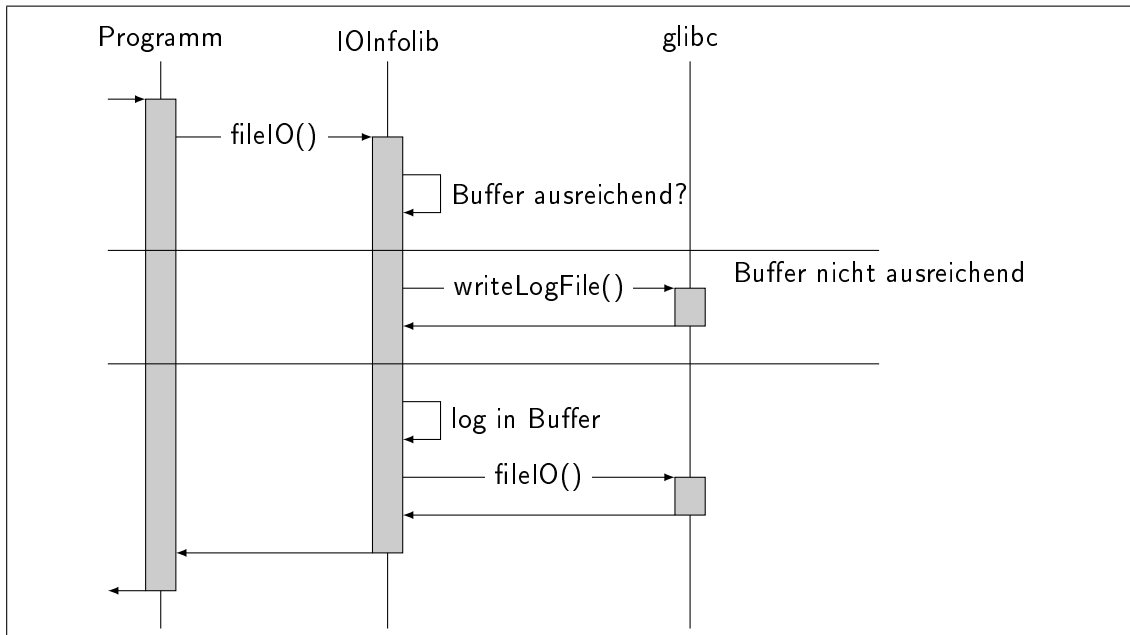 Programm
IOInfolib
glibc
fileIO()
Buffer ausreichend?
Buffer nicht ausreichend
writeLogFile()
log in Buffer
fileIO()